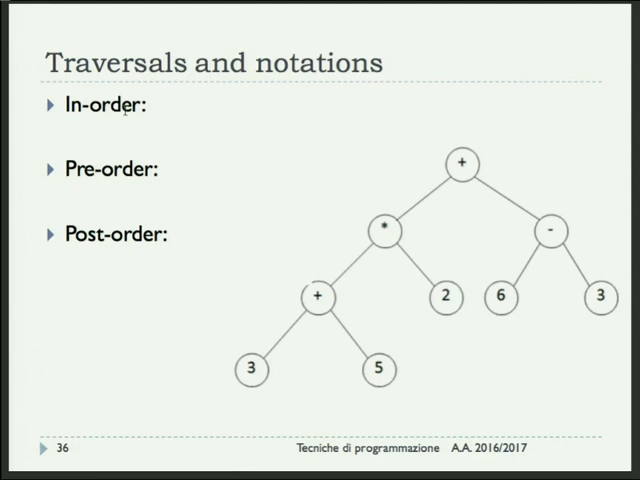 Traversals and notations
In-order:
Pre-order:
Post-order:
+
*
-
+
2
6
3
3
5
36
Tecniche di programmazione A.A. 2016/2017